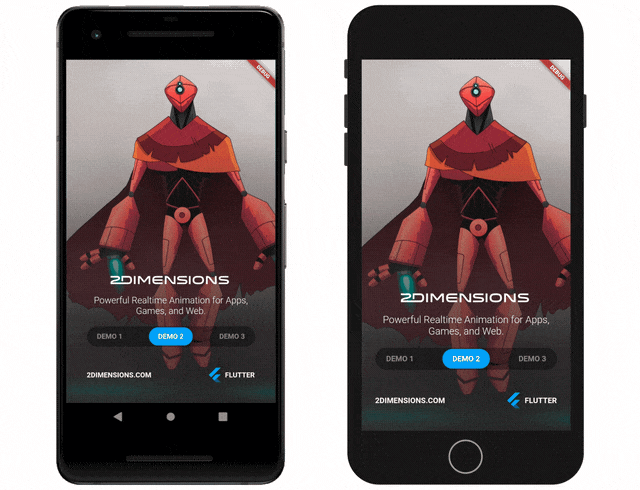 DEBUG
2DIMENSIONS
Powerful Realtime Animation for Apps,
Games, and Web.
DEMO 1
DEMO 2
DEMO 3
2DIMENSIONS.COM
FLUTTER
DEBUG
2DIMENSIONS
Powerful Realtime Animation for Apps,
Games, and Web.
DEMO 1
DEMO 2
DEMO 3
2DIMENSIONS.COM
FLUTTER